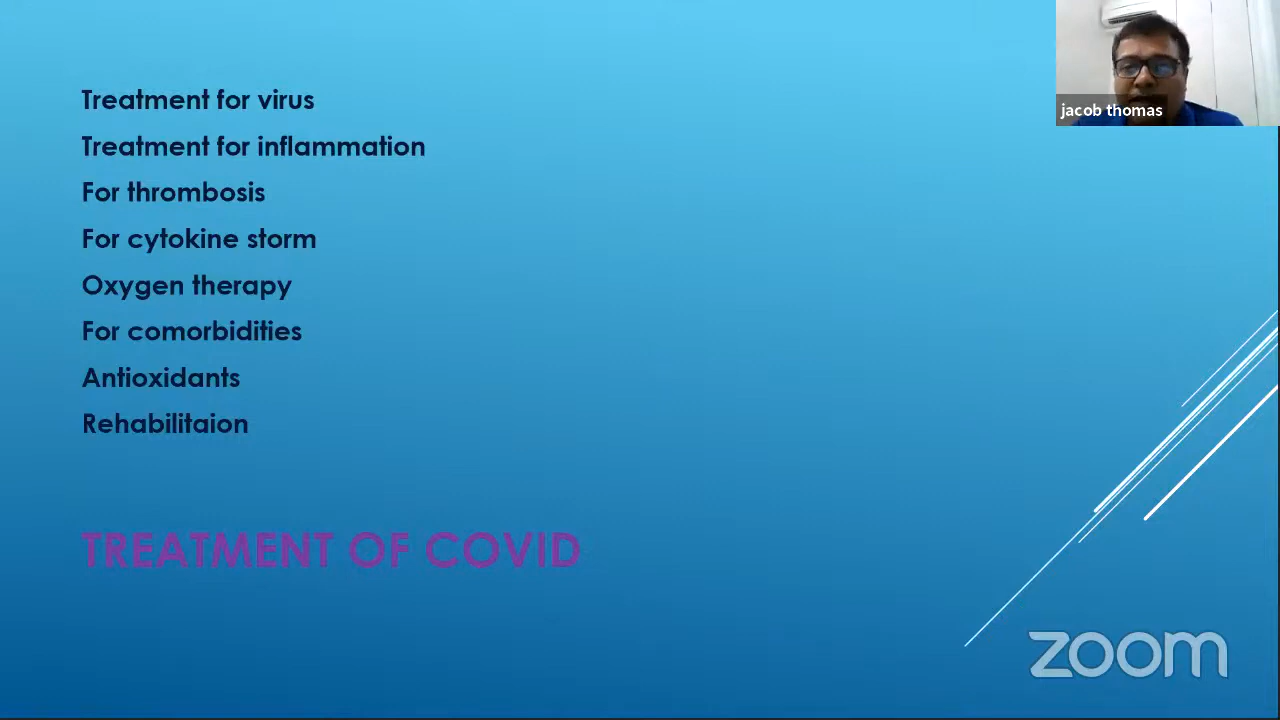 Treatment for virus
Treatment for inflammation
For thrombosis
For cytokine storm
Oxygen therapy
For comorbidities
Antioxidants
Rehabilitaion
TREATMENT OF COVID
jacob thomas
zoom